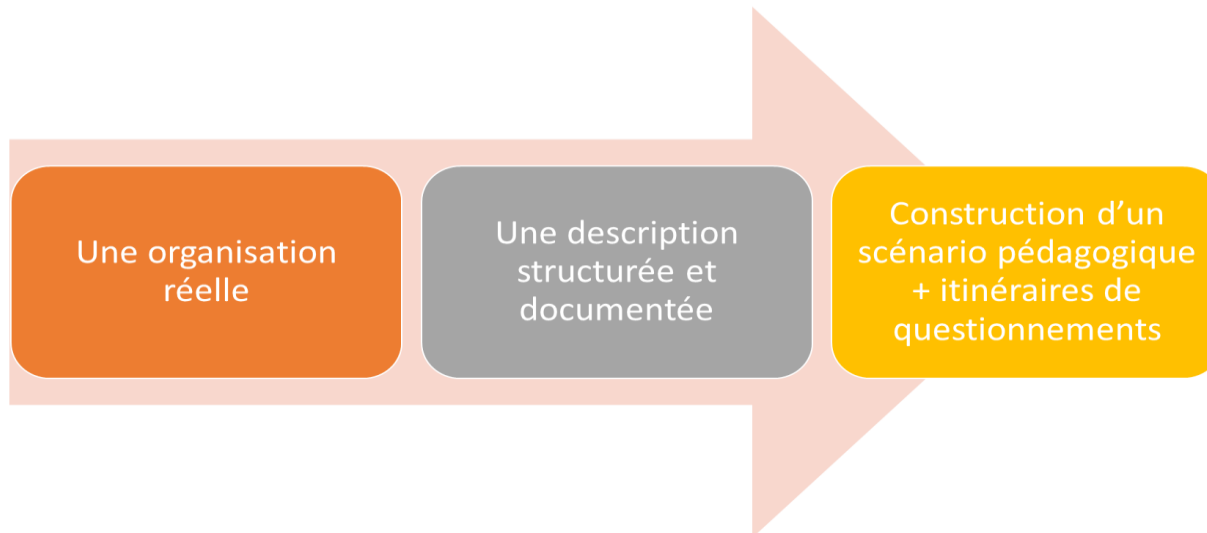 Une organisation
réelle
Une description
structurée et
documentée
Construction d’un
scénario pédagogique
+ itinéraires de
questionnements